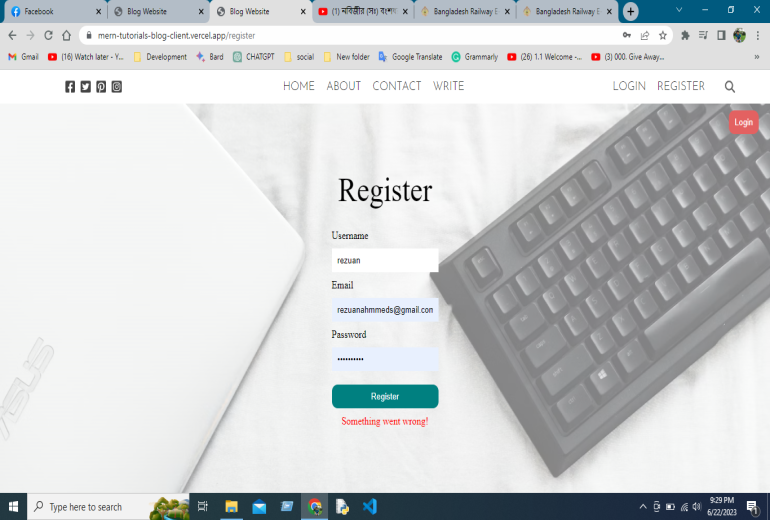 Facebook
Blog Website
Blog Website
(1) নবিজীর (সাঃ) বংশধ
Bangladesh Railway E
Bangladesh Railway E
mern-tutorials-blog-client.vercel.app/register
Gmail
(16) Watch later - Y...
Development
Bard
CHATGPT
social
New folder
Google Translate
Grammarly
(26) 1.1 Welcome -...
(3) 000. Give Away...
HOME ABOUT CONTACT WRITE
LOGIN REGISTER
Login
Register
Username
rezuan
Email
rezuanahmmeds@gmail.com
Password
Register
Something went wrong!
ASUS
Type here to search
9:29 PM
6/22/2023